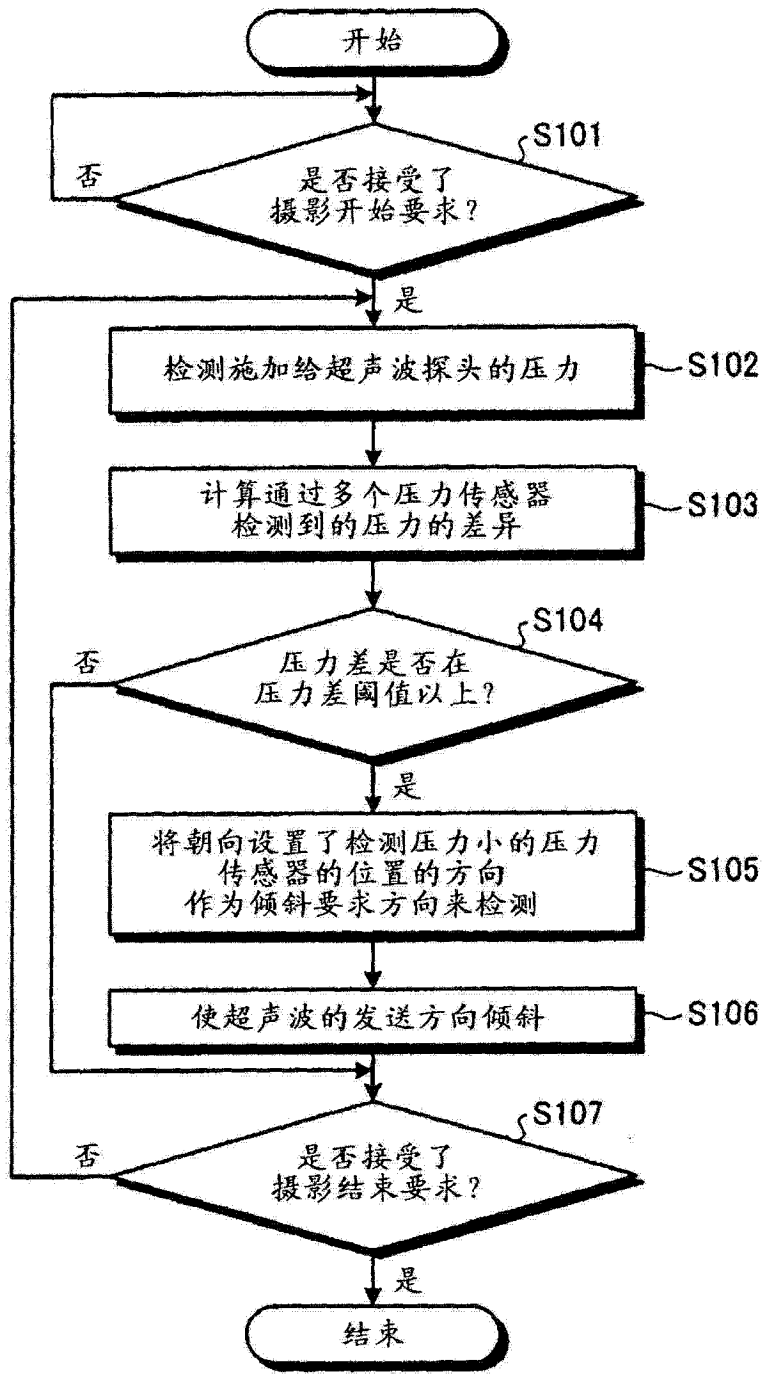 开始
S101
否
是否接受了
摄影开始要求?
是
检测施加给超声波探头的压力
S102
计算通过多个压力传感器
检测到的压力的差异
S103
S104
否
压力差是否在
压力差阈值以上?
是
将朝向设置了检测压力小的压力
传感器的位置的方向
作为倾斜要求方向来检测
S105
使超声波的发送方向倾斜
S106
S107
否
是否接受了
摄影结束要求?
是
结束